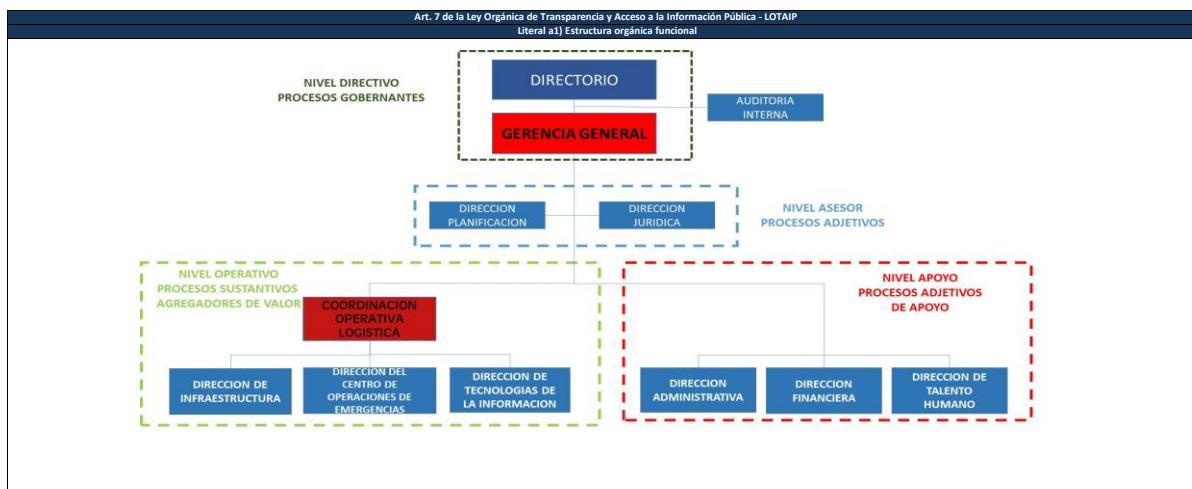 Art. 7 de la Ley Orgánica de Transparencia y Acceso a la Información Pública - LOTAIP
Literal a1) Estructura orgánica funcional
NIVEL DIRECTIVO
PROCESOS GOBERNANTES
DIRECTORIO
AUDITORIA
INTERNA
GERENCIA GENERAL
DIRECCION
PLANIFICACION
DIRECCION
JURIDICA
NIVEL ASESOR
PROCESOS ADJETIVOS
NIVEL OPERATIVO
PROCESOS SUSTANTIVOS
AGREGADORES DE VALOR
COORDINACION
OPERATIVA
LOGISTICA
NIVEL APOYO
PROCESOS ADJETIVOS
DE APOYO
DIRECCION DE
INFRAESTRUCTURA
DIRECCION DEL
CENTRO DE
OPERACIONES DE
EMERGENCIAS
DIRECCION DE
TECNOLOGIAS DE
LA INFORMACION
DIRECCION
ADMINISTRATIVA
DIRECCION
FINANCIERA
DIRECCION DE
TALENTO
HUMANO